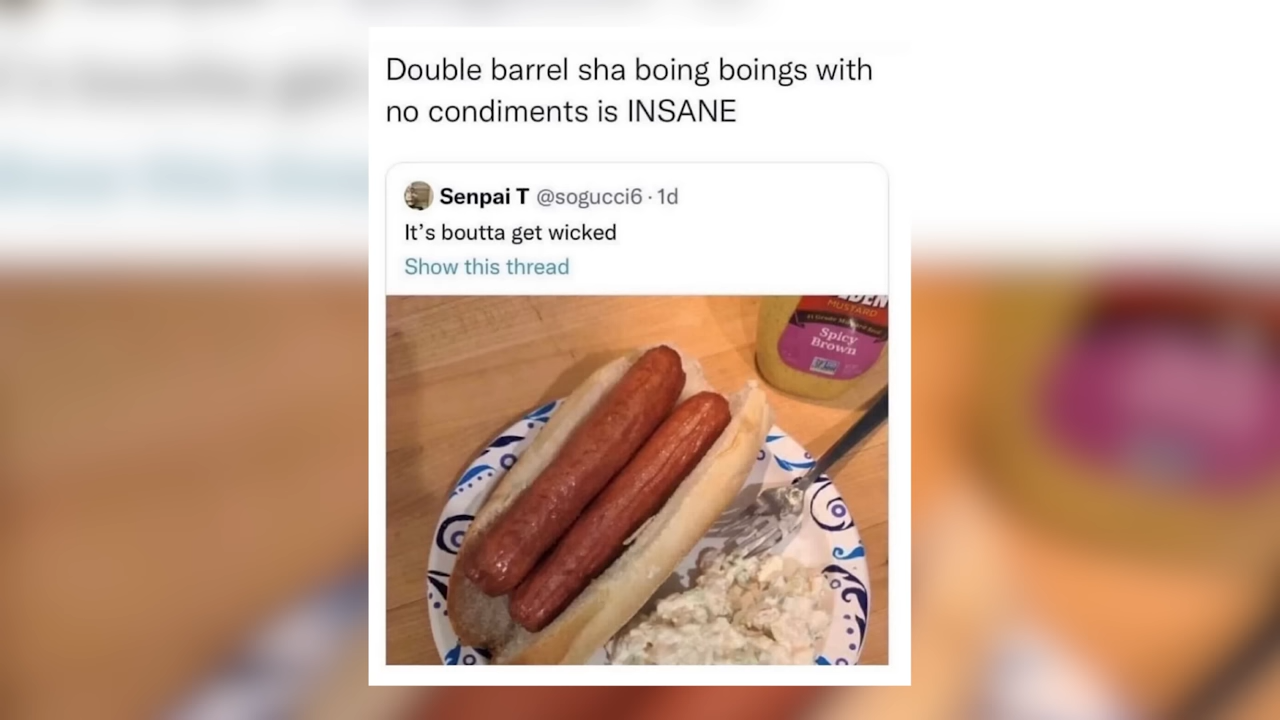 Double barrel sha boing boings with
no condiments is INSANE
Senpai T @sogucci6 · 1d
It's boutta get wicked
Show this thread
MUSTARD
Spicy
Brown